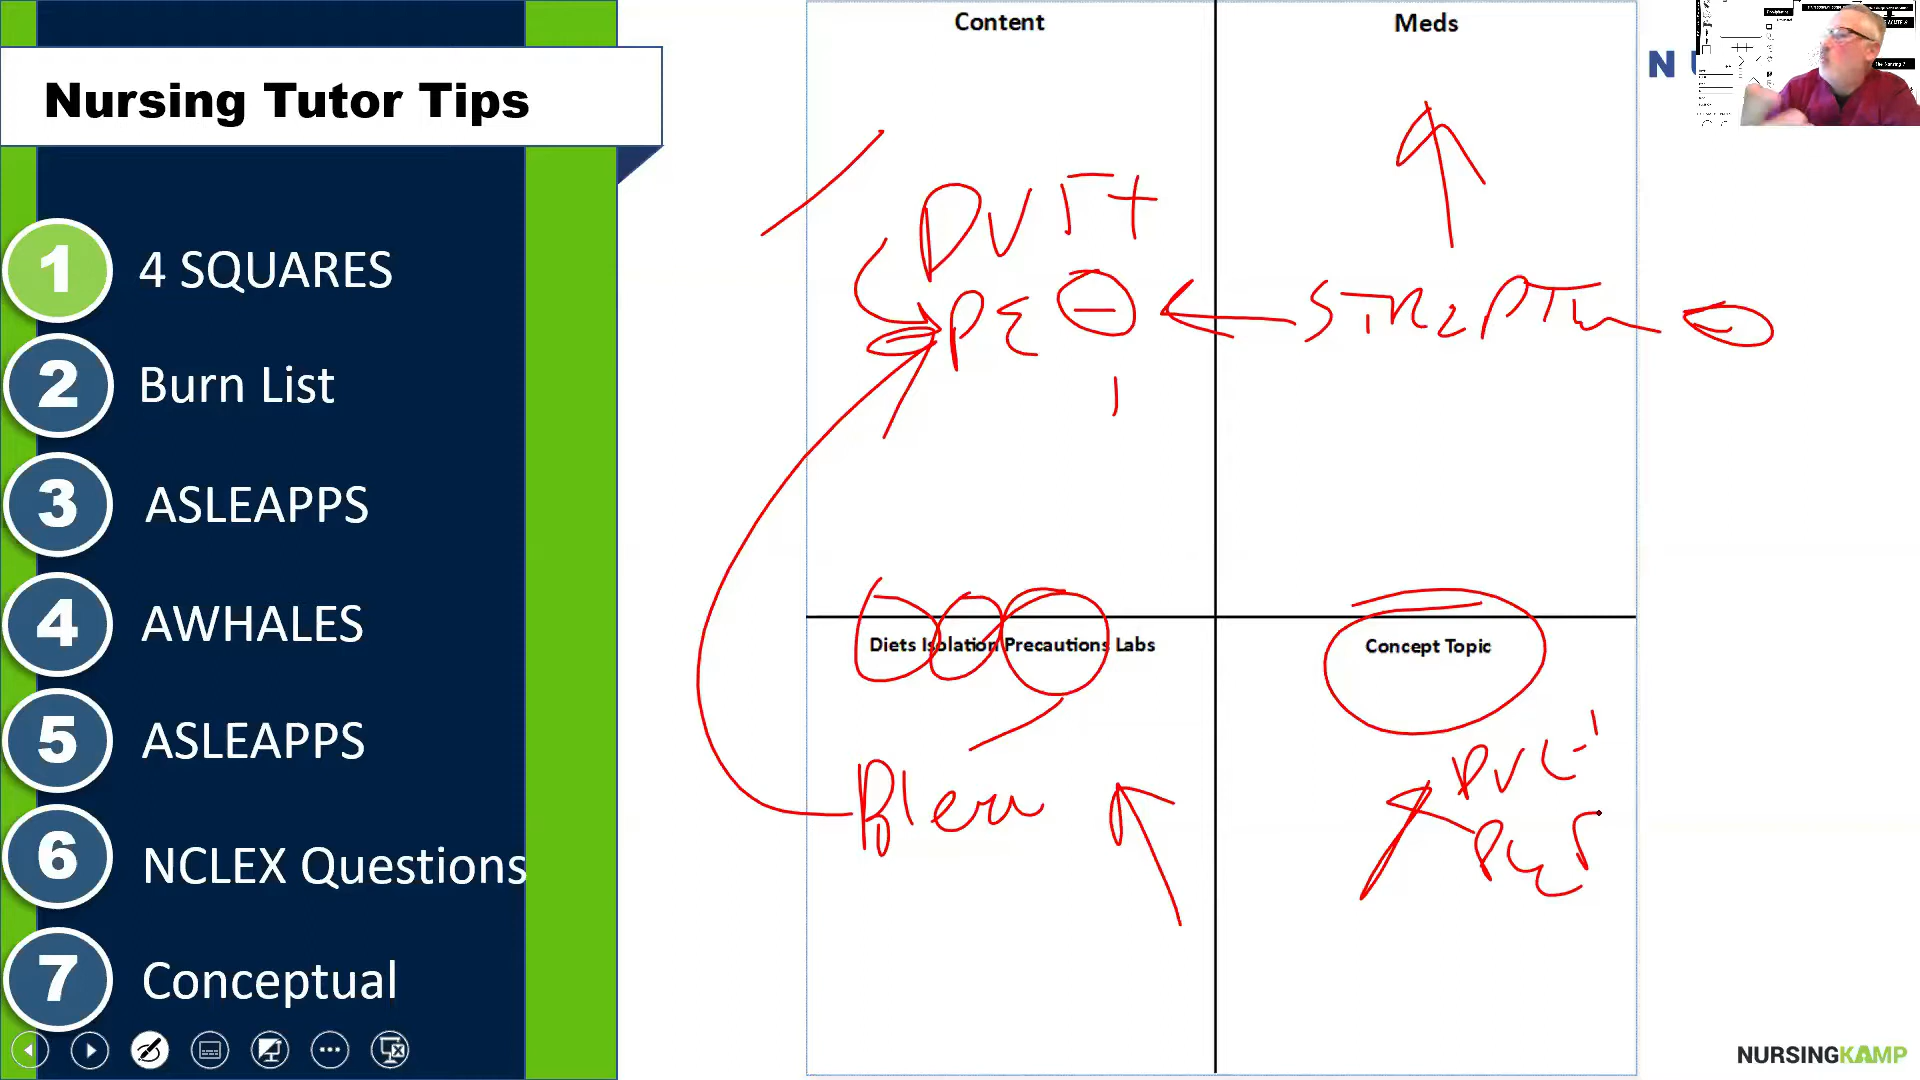 Nursing Tutor Tips
1 4 SQUARES
2 Burn List
3 ASLEAPPS
4 AWHALES
5 ASLEAPPS
6 NCLEX Questions
7 Conceptual
Content
PE
Diets Isolation Precautions Labs
Meds
Concept Topic
N
NURSINGKAMP